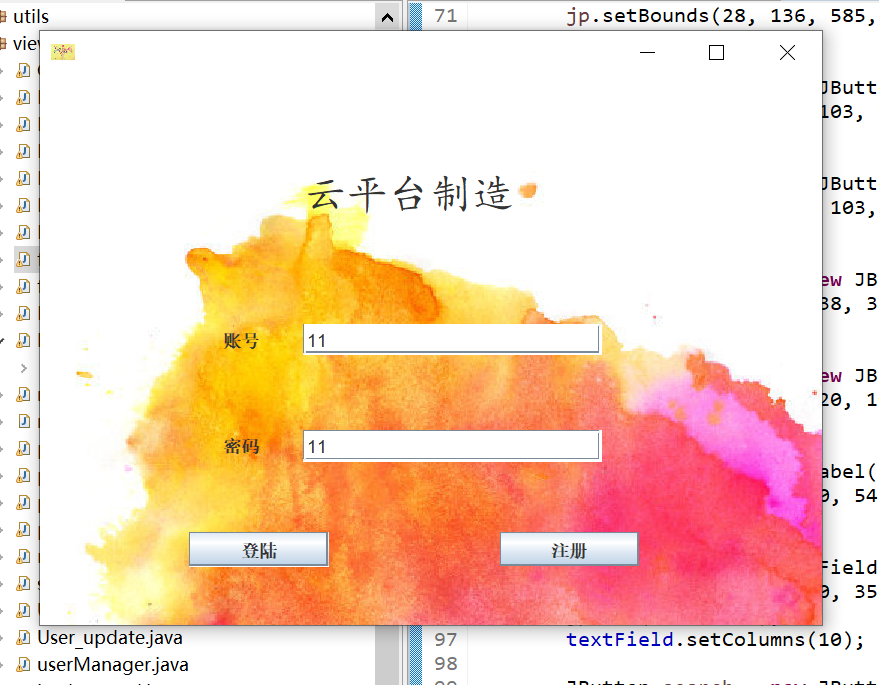 utils
71
jp.setBounds(28, 136, 585,
view
JButt
103,
云平台制造
JButt
103,
ew JB
38, 3
账号
11
ew JB
20, 1
密码
11
abel(
0, 54
登陆
注册
Field
0, 35
User_update.java
97
textField.setColumns(10);
userManager.java
98